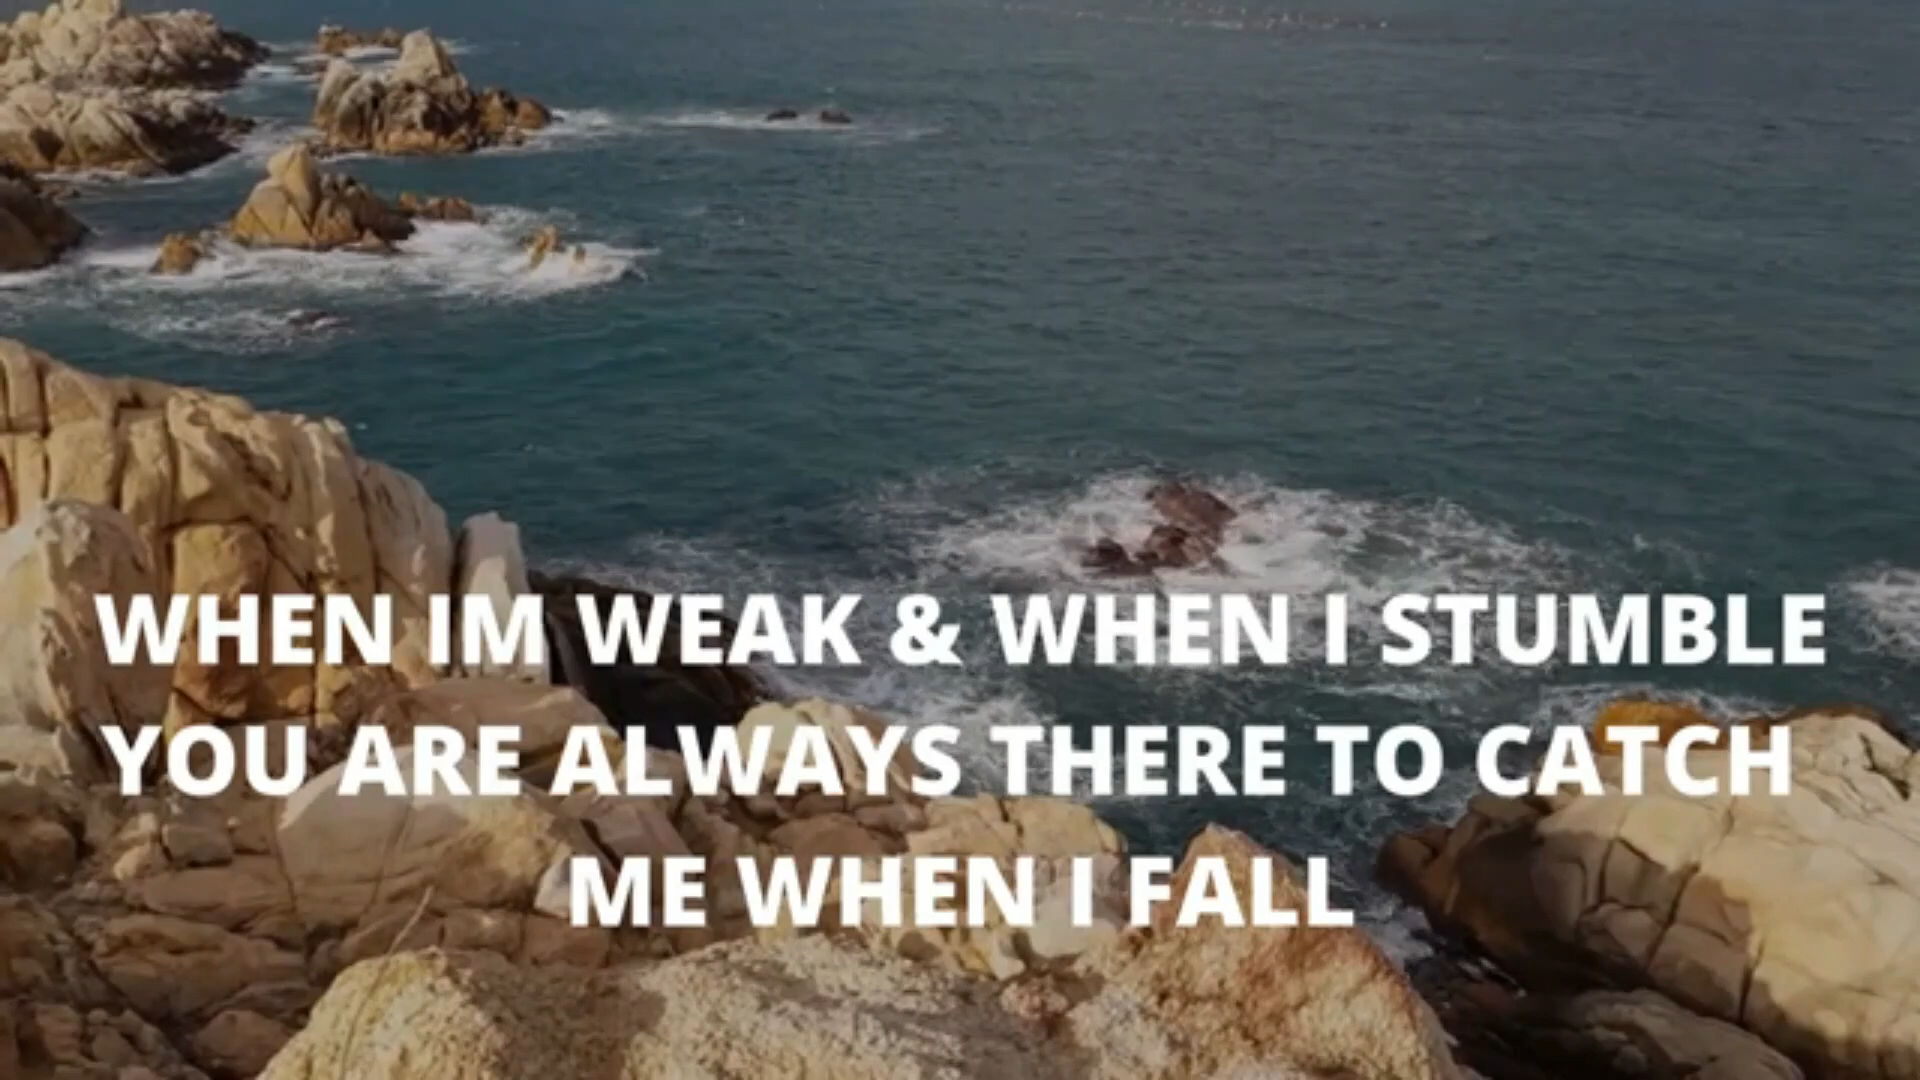 WHEN IM WEAK & WHEN I STUMBLE
YOU ARE ALWAYS THERE TO CATCH
ME WHEN I FALL